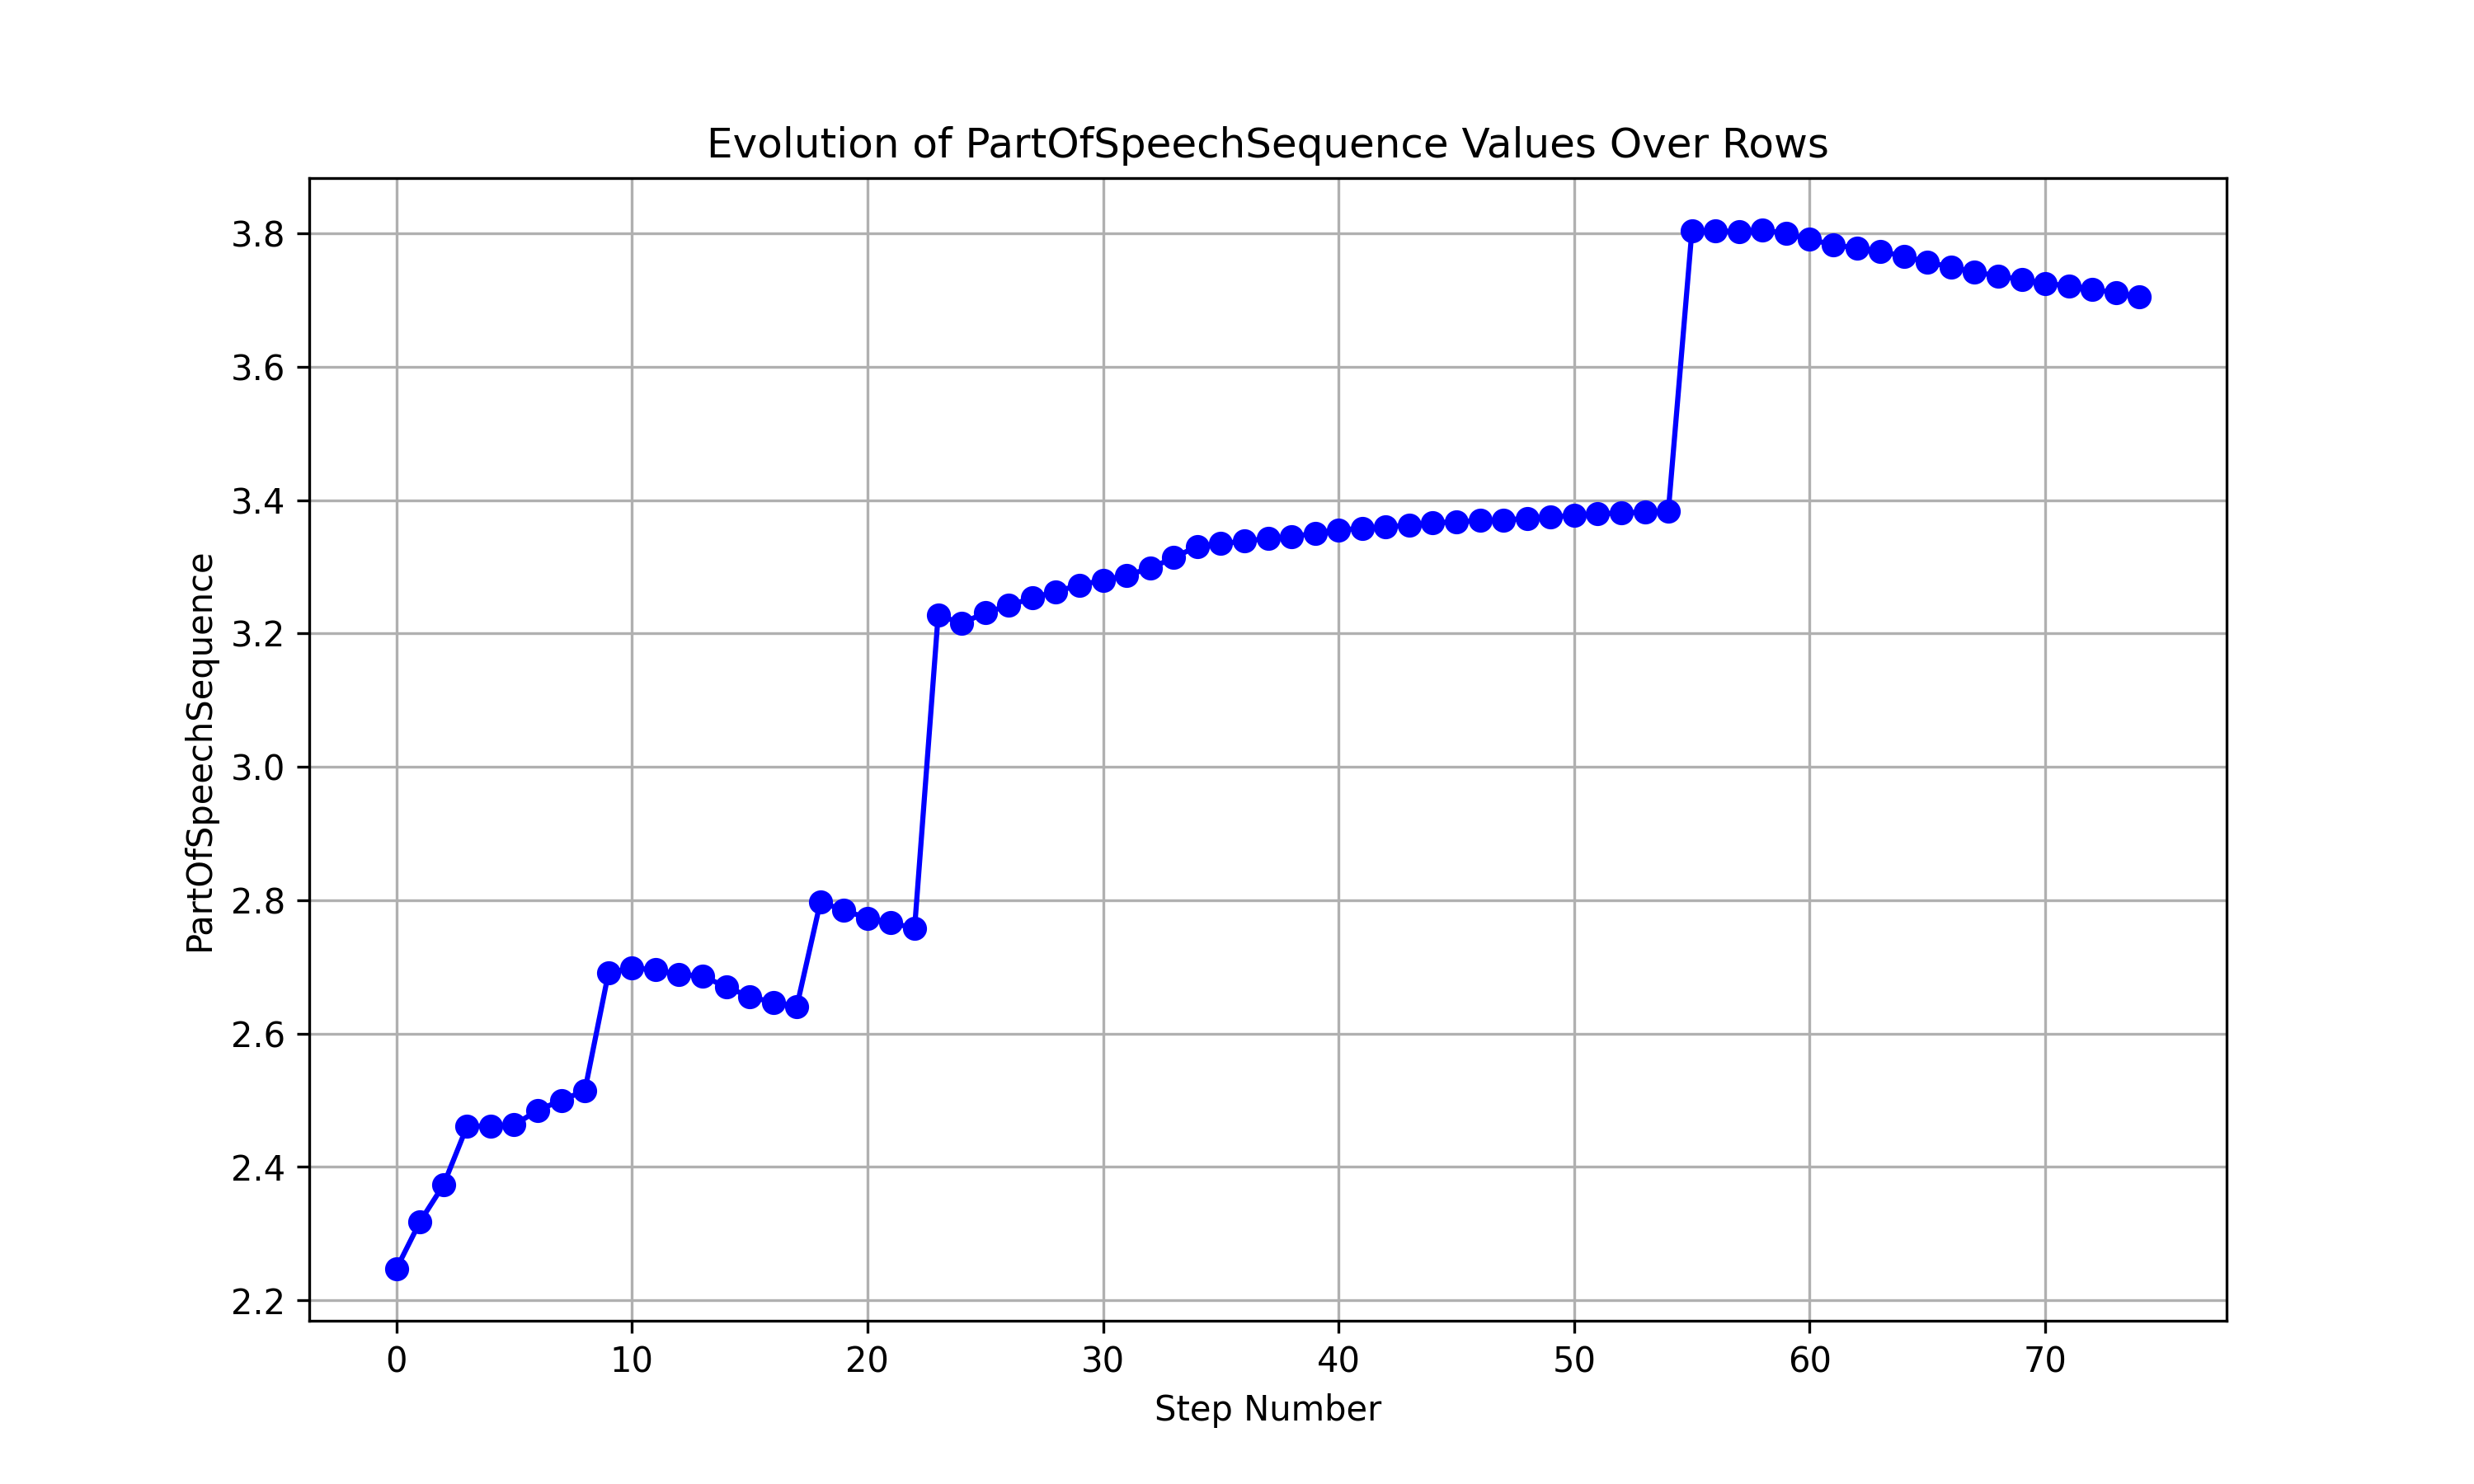 Evolution of PartOfSpeechSequence Values Over Rows
PartOfSpeechSequence
3.8
3.6
3.4
3.2
3.0
2.8
2.6
2.4
2.2
0 10 20 30 40 50 60 70
Step Number